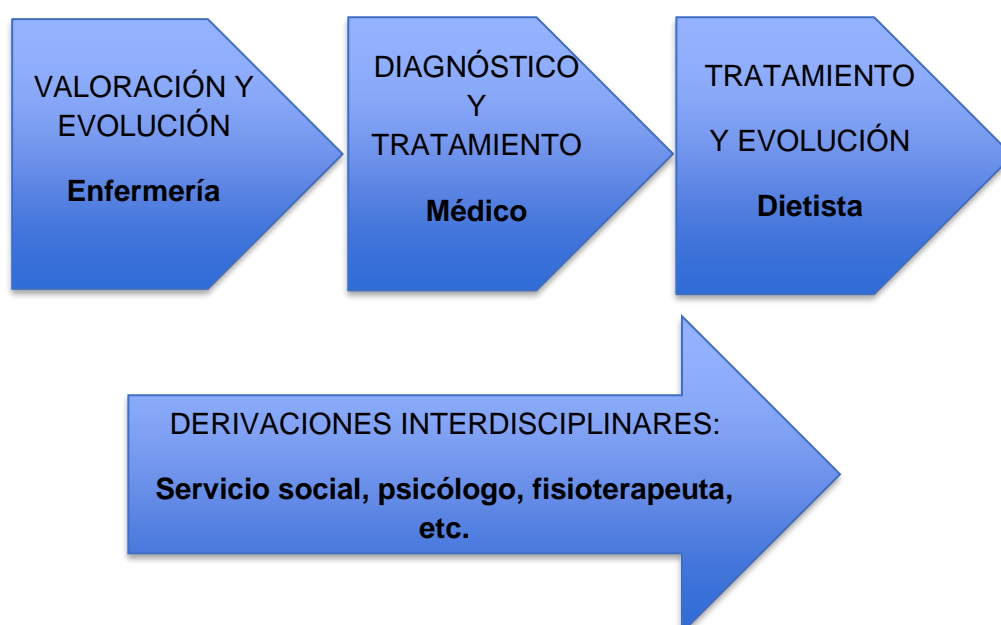 VALORACIÓN Y
EVOLUCIÓN
Enfermería
DIAGNÓSTICO
Y
TRATAMIENTO
Médico
TRATAMIENTO
Y EVOLUCIÓN
Dietista
DERIVACIONES INTERDISCIPLINARES:
Servicio social, psicólogo, fisioterapeuta,
etc.